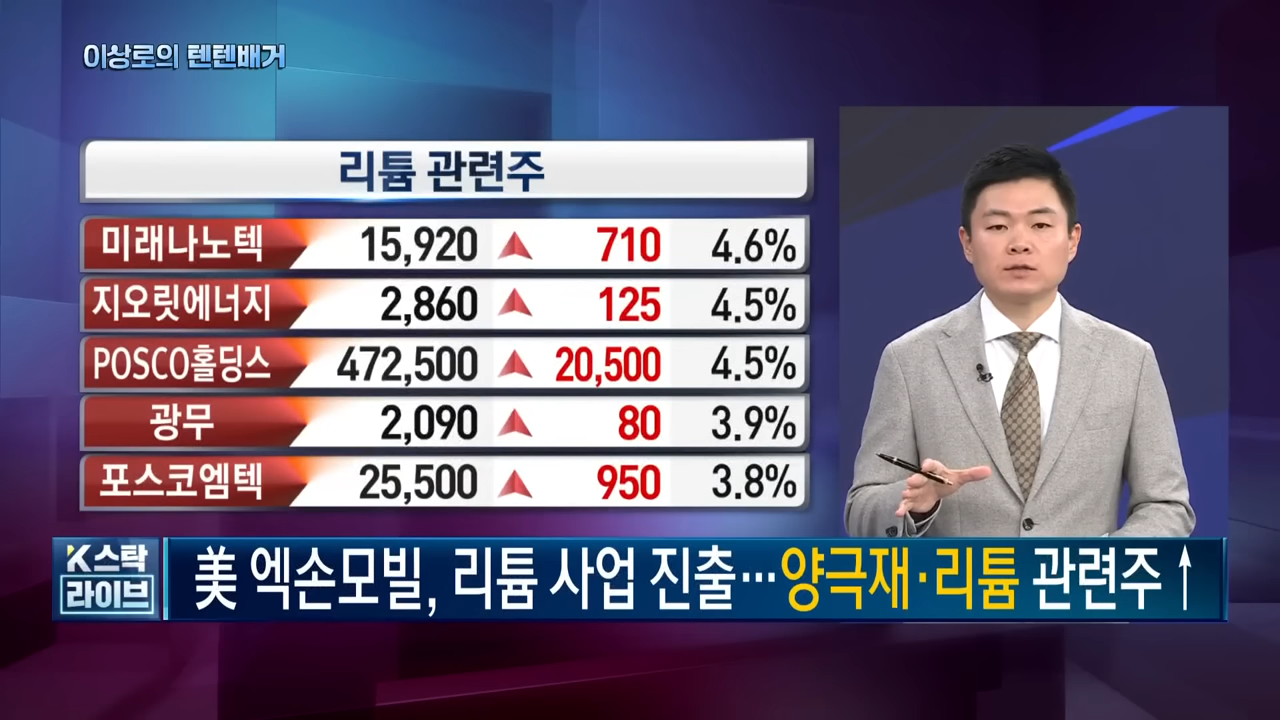 이상로의 텐텐배거
리튬 관련주
미래나노텍 15,920 ▲ 710 4.6%
지오릿에너지 2,860 ▲ 125 4.5%
POSCO홀딩스 472,500 ▲ 20,500 4.5%
광무 2,090 ▲ 80 3.9%
포스코엠텍 25,500 ▲ 950 3.8%
K스탁
라이브
美 엑손모빌, 리튬 사업 진출…양극재·리튬 관련주↑